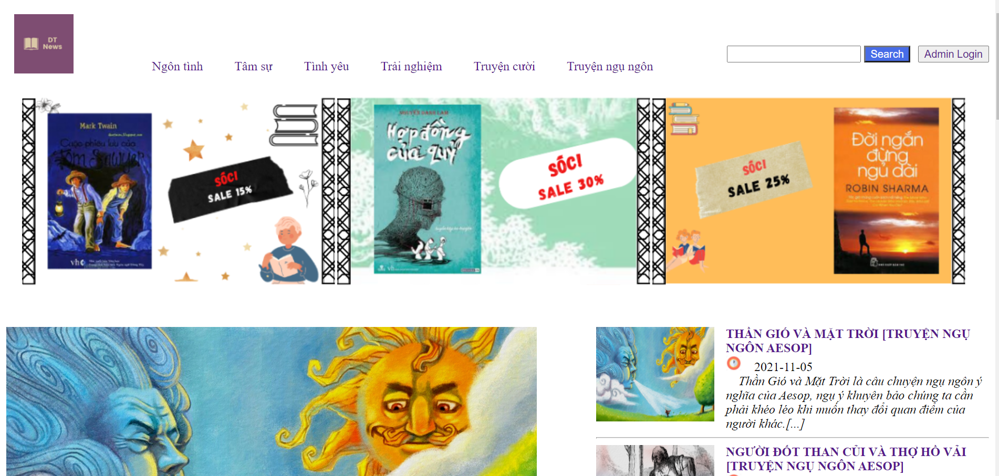 DT
News
Ngôn tình
Tâm sự
Tình yêu
Trải nghiệm
Truyện cười
Truyện ngụ ngôn
Search
Admin Login
Mark Twain
Cuộc phiêu lưu của
Tom Sawyer
SỐC!
SALE 15%
NGUYỄN DANH LAM
Hợp đồng
của quỷ
SỐC!
SALE 30%
SỐC!
SALE 25%
Đời ngắn
đừng
ngủ dài
ROBIN SHARMA
THẦN GIÓ VÀ MẶT TRỜI [TRUYỆN NGỤ
NGÔN AESOP]
2021-11-05
Thần Gió và Mặt Trời là câu chuyện ngụ ngôn ý
nghĩa của Aesop, ngụ ý khuyên bảo chúng ta cần
phải khéo léo khi muốn thay đổi quan điểm của
người khác.[...]
NGƯỜI ĐỐT THAN CỦI VÀ THỢ HỒ VẢI
[TRUYỆN NGỤ NGÔN AESOP]